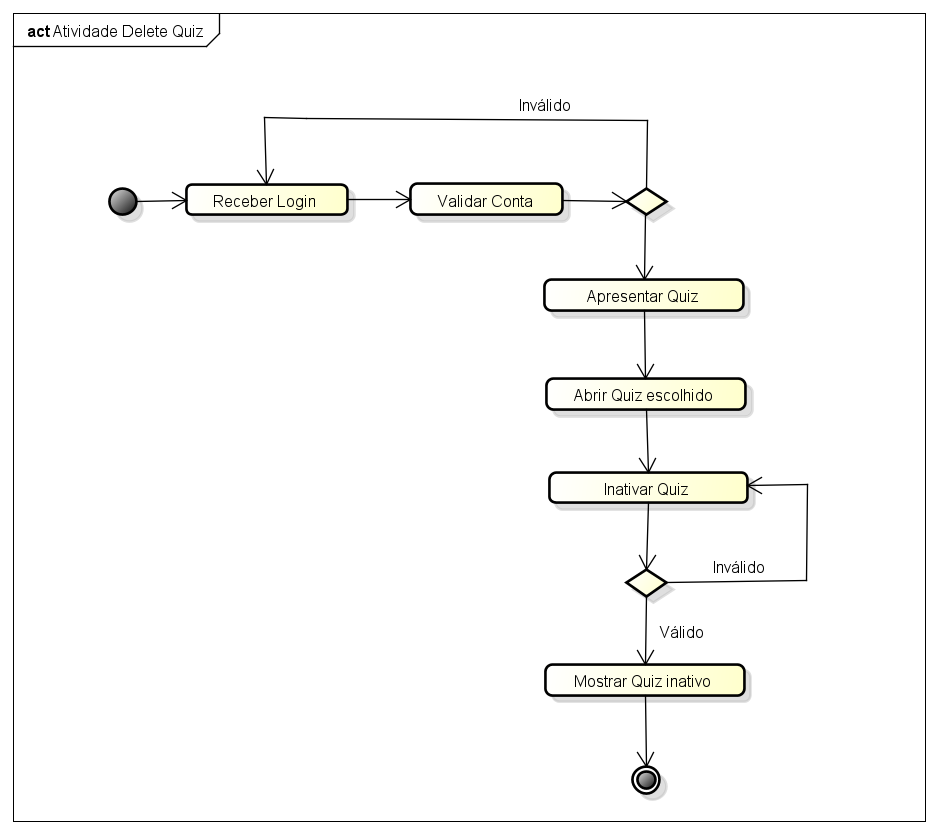 act Atividade Delete Quiz
Inválido
Receber Login
Validar Conta
Apresentar Quiz
Abrir Quiz escolhido
Inativar Quiz
Inválido
Válido
Mostrar Quiz inativo